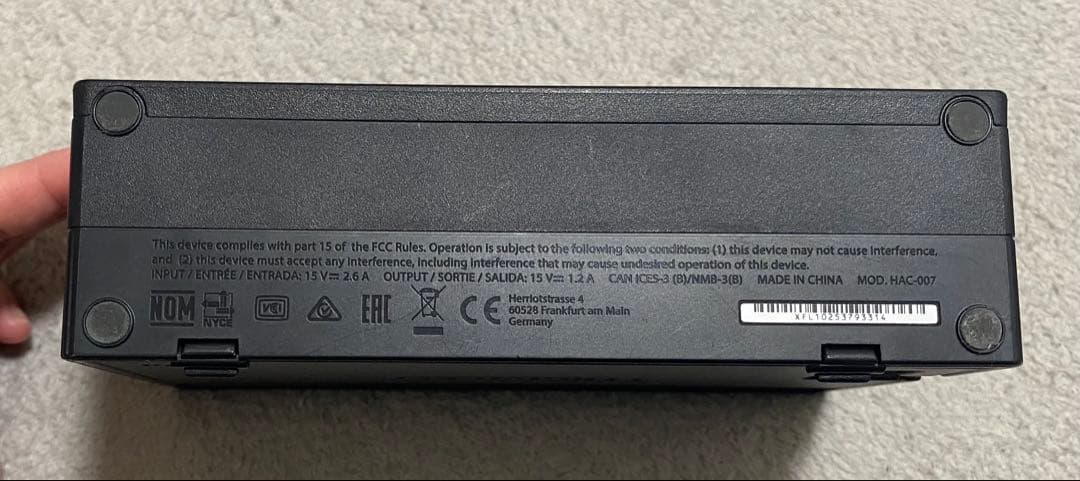 This device complies with part 15 of the FCC Rules. Operation is subject to the following two conditions: (1) this device may not cause interference,
and (2) this device must accept any interference, including interference that may cause undesired operation of this device.
INPUT / ENTRÉE / ENTRADA: 15 V⎓ 2.6 A OUTPUT / SORTIE / SALIDA: 15 V⎓ 1.2 A CAN ICES-3 (B)/NMB-3(B) MADE IN CHINA MOD. HAC-007
NOM NYCE VCI EAC CE
Herriotstrasse 4
60528 Frankfurt am Main
Germany
XFL10253793314